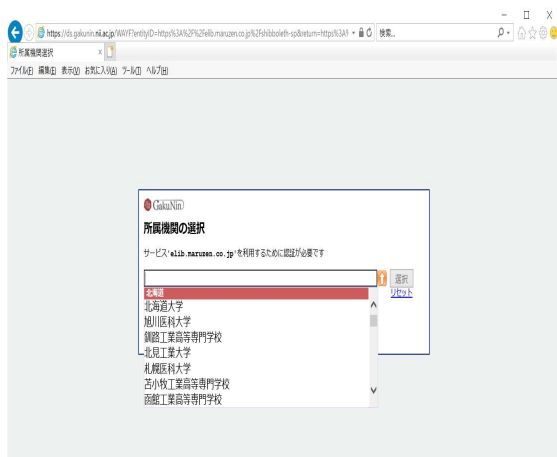 https://ds.gakunin.nii.ac.jp/WAYF?entityID=https%3A%2F%2Felib.maruzen.co.jp%2Fshibboleth-sp&return=https%3A%
検索...
所属機関選択
ファイル(F) 編集(E) 表示(V) お気に入り(A) ツール(T) ヘルプ(H)
GakuNin
所属機関の選択
サービス'elib.maruzen.co.jp'を利用するために認証が必要です
選択
リセット
北海道
北海道大学
旭川医科大学
釧路工業高等専門学校
北見工業大学
札幌医科大学
苫小牧工業高等専門学校
函館工業高等専門学校